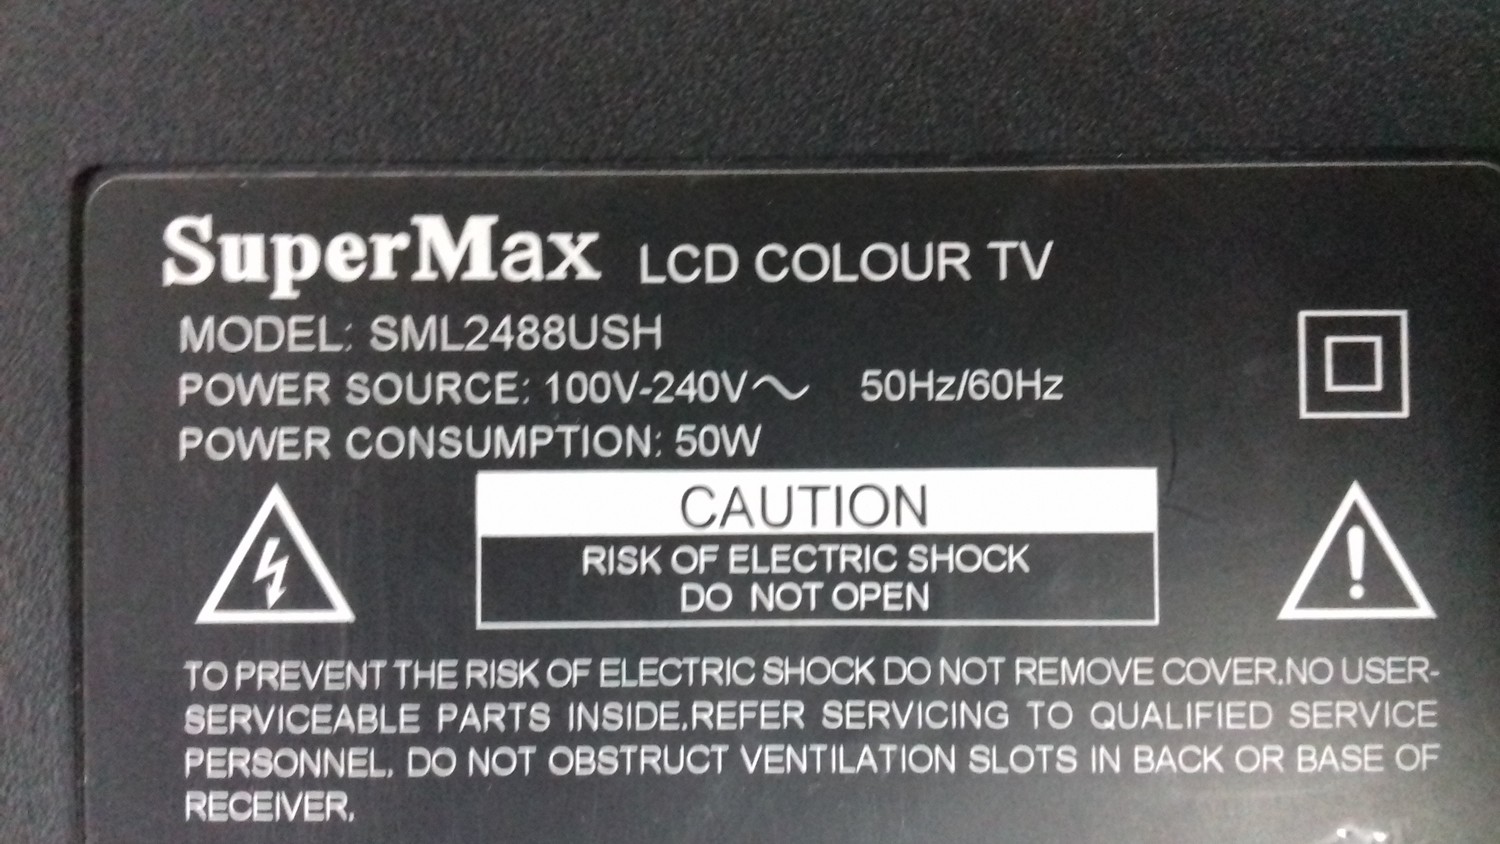 SuperMax LCD COLOUR TV
MODEL: SML2488USH
POWER SOURCE: 100V-240V∼ 50Hz/60Hz
POWER CONSUMPTION: 50W
CAUTION
RISK OF ELECTRIC SHOCK
DO NOT OPEN
TO PREVENT THE RISK OF ELECTRIC SHOCK DO NOT REMOVE COVER.NO USER-
SERVICEABLE PARTS INSIDE.REFER SERVICING TO QUALIFIED SERVICE
PERSONNEL. DO NOT OBSTRUCT VENTILATION SLOTS IN BACK OR BASE OF
RECEIVER.